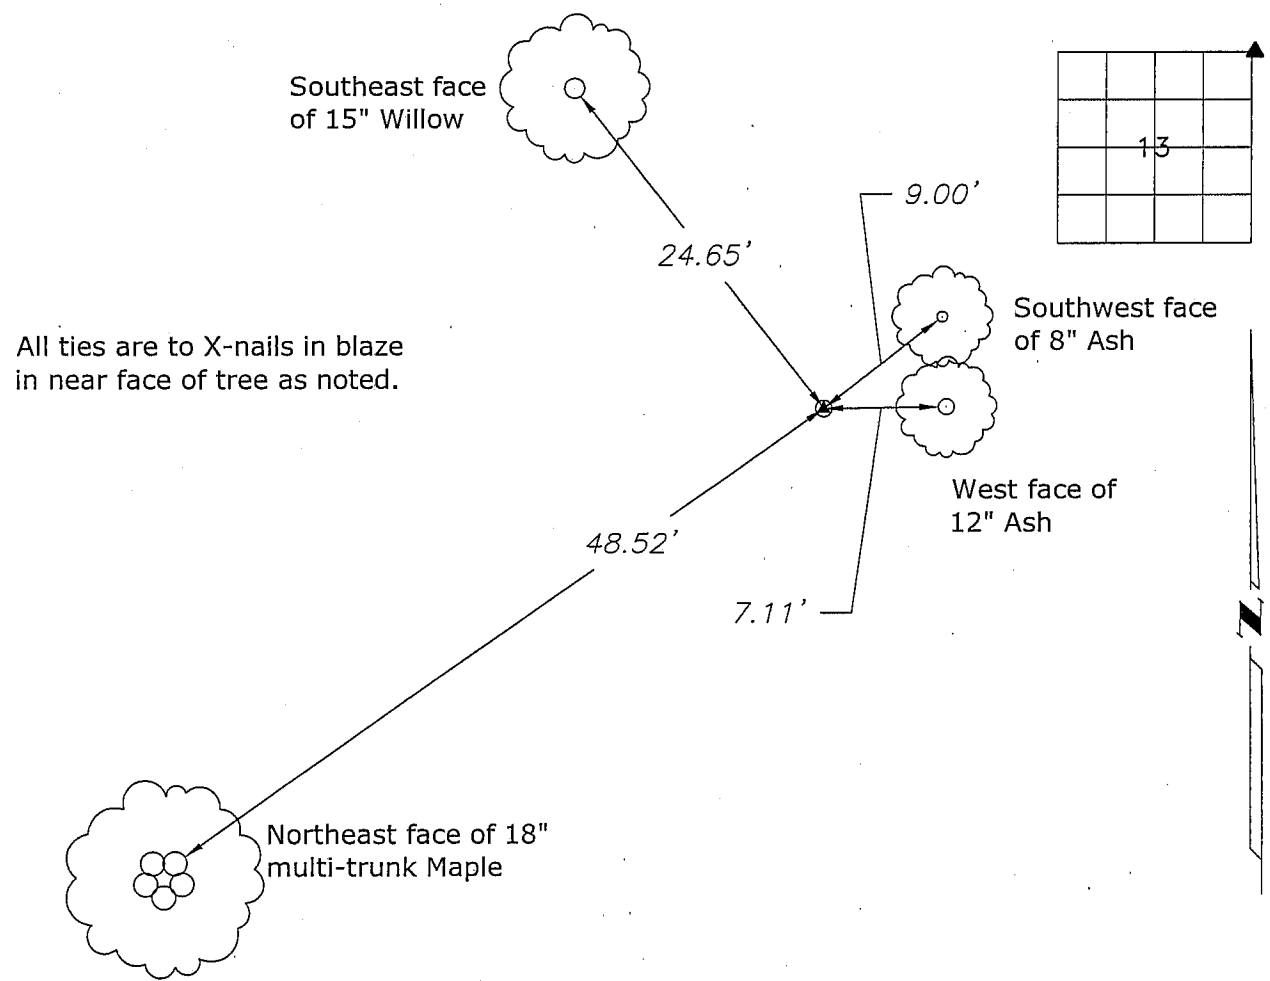 Southeast face
of 15" Willow
13
9.00'
24.65'
Southwest face
of 8" Ash
All ties are to X-nails in blaze
in near face of tree as noted.
West face of
12" Ash
48.52'
7.11'
N
Northeast face of 18"
multi-trunk Maple